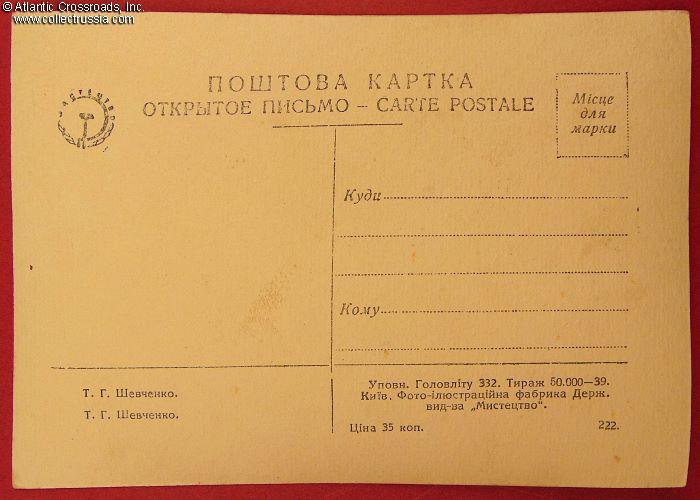 © Atlantic Crossroads, Inc.
www.collectrussia.com
ПОШТОВА КАРТКА
ОТКРЫТОЕ ПИСЬМО – CARTE POSTALE
МИСТЕЦТВО
Місце
для
марки
Куди
Кому
Т. Г. Шевченко.
Т. Г. Шевченко.
Уповн. Головліту 332. Тираж 50.000—39.
Київ. Фото-ілюстраційна фабрика Держ.
вид-ва „Мистецтво".
Ціна 35 коп. 222.